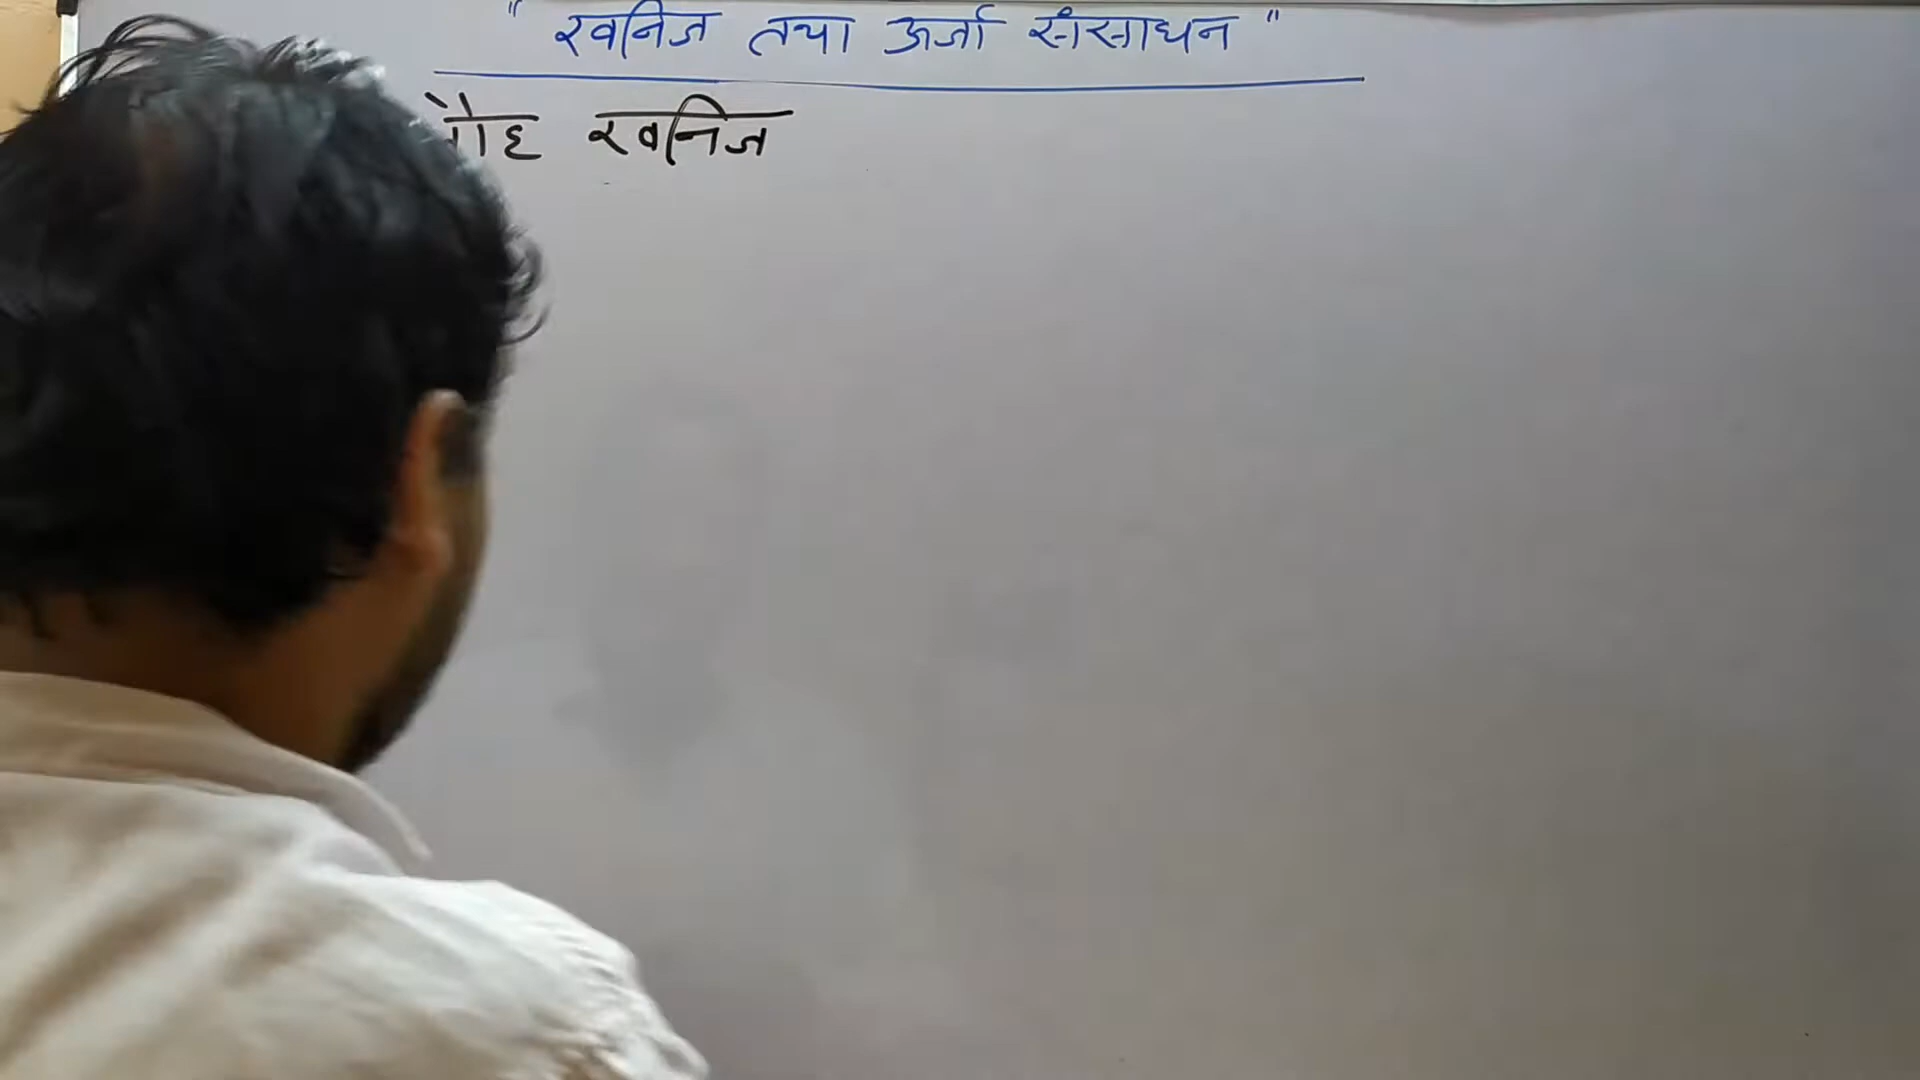 " खनिज तथा ऊर्जा संसाधन "
खनिज